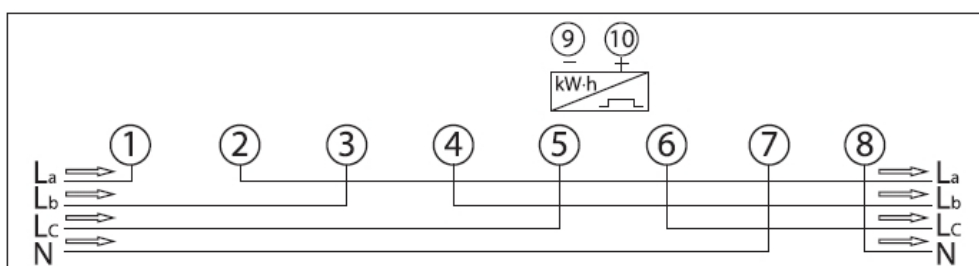 ⑨ ⑩
− +
kW·h
① ② ③ ④ ⑤ ⑥ ⑦ ⑧
La La
Lb Lb
LC LC
N N